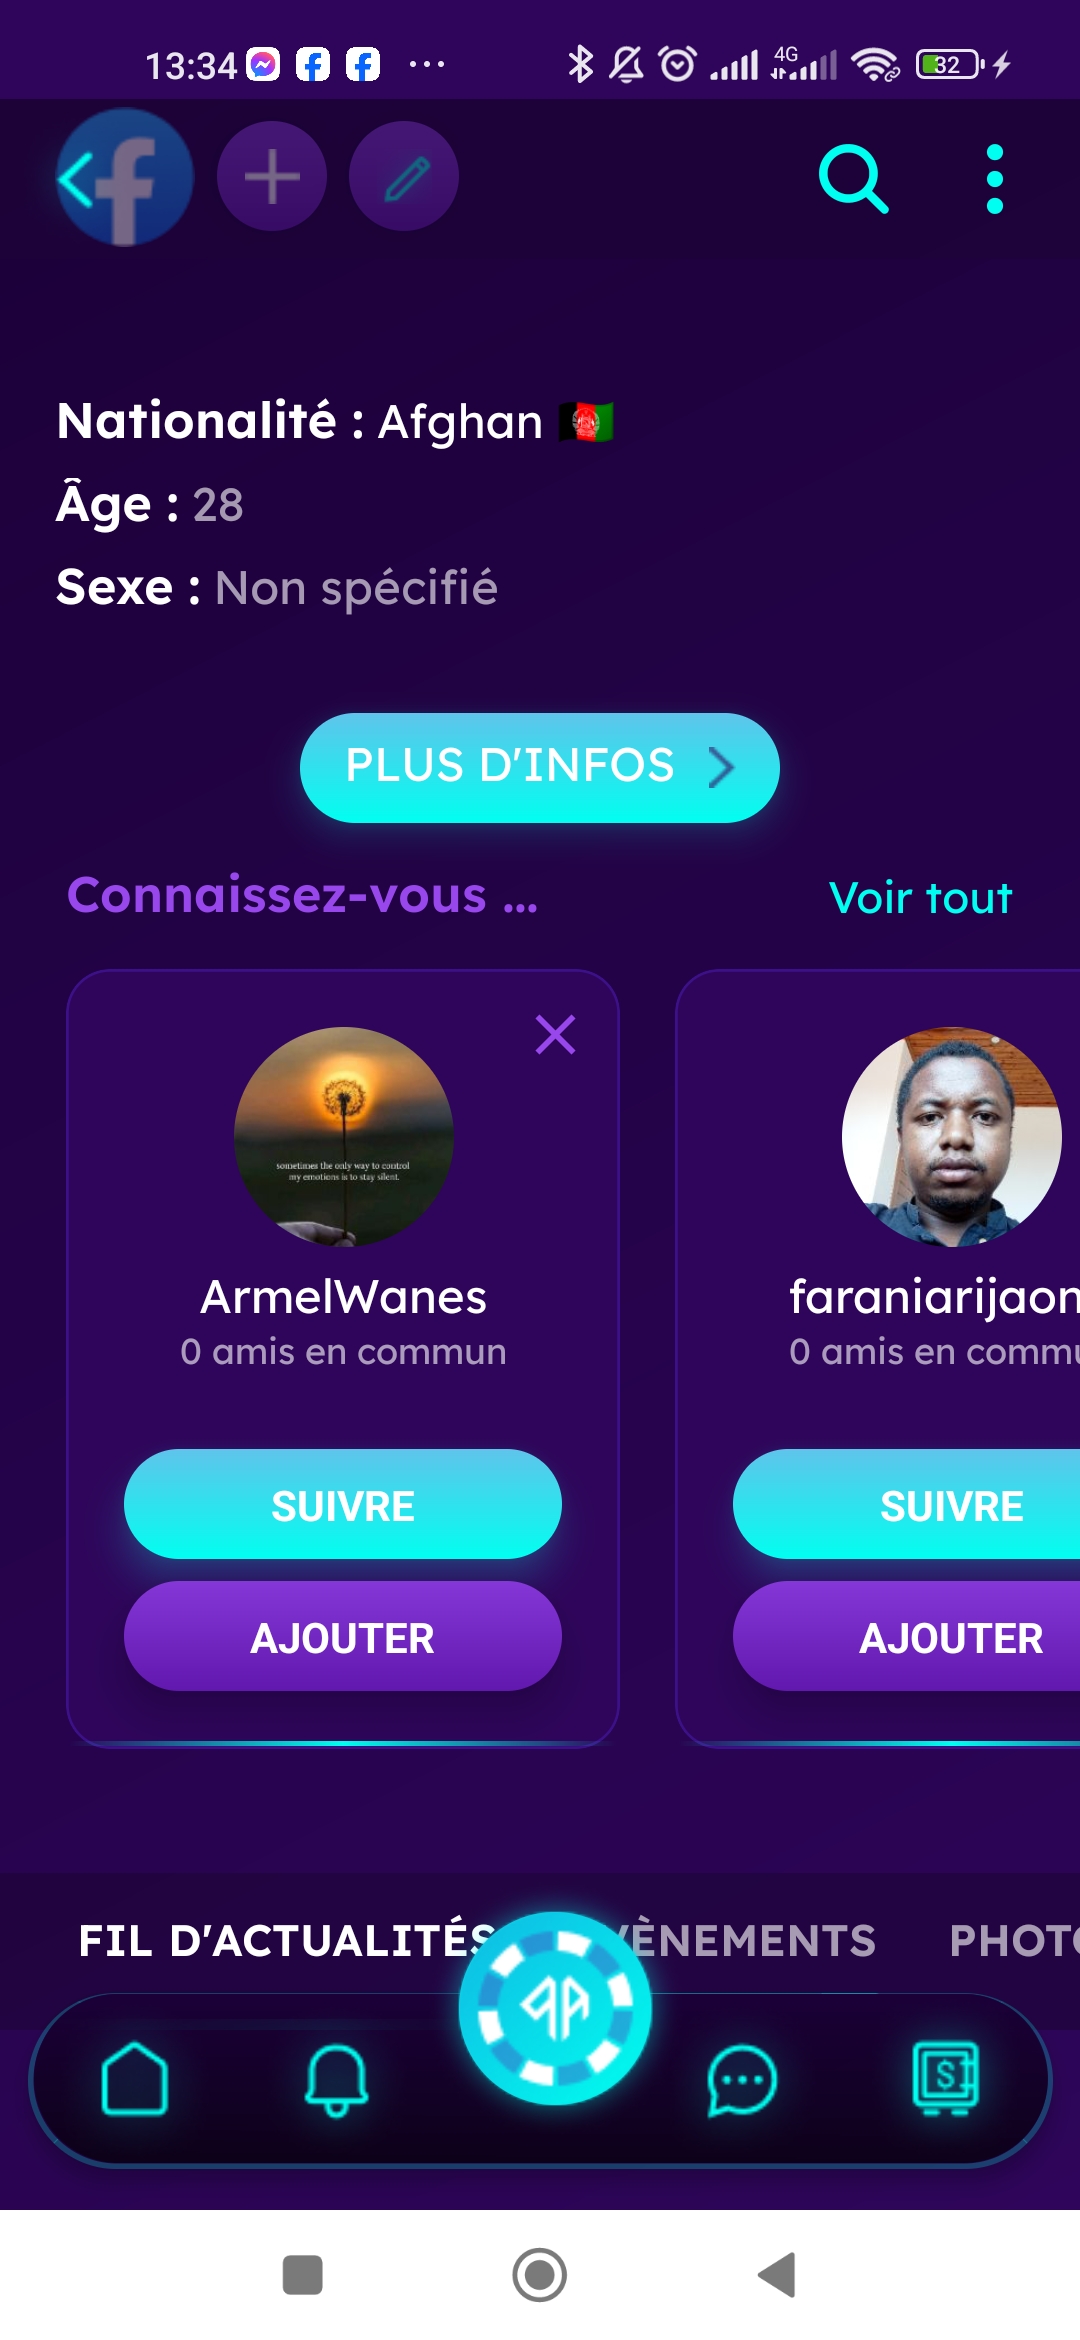 13:34
4G
32
Nationalité : Afghan 🇦🇫
Âge : 28
Sexe : Non spécifié
PLUS D'INFOS
Connaissez-vous ...
Voir tout
sometimes the only way to control
my emotions is to stay silent.
ArmelWanes
0 amis en commun
SUIVRE
AJOUTER
faraniarijaon
0 amis en commu
SUIVRE
AJOUTER
FIL D'ACTUALITÉS
VÈNEMENTS
PHOTO